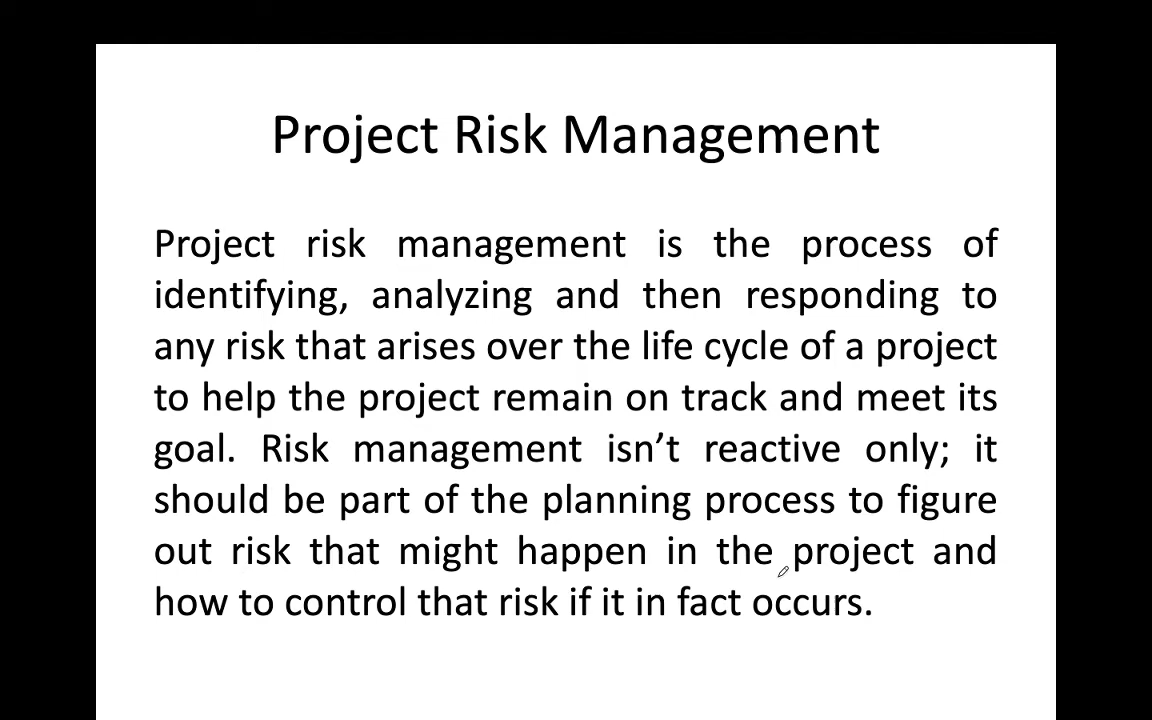 Project Risk Management
Project risk management is the process of
identifying, analyzing and then responding to
any risk that arises over the life cycle of a project
to help the project remain on track and meet its
goal. Risk management isn’t reactive only; it
should be part of the planning process to figure
out risk that might happen in the project and
how to control that risk if it in fact occurs.